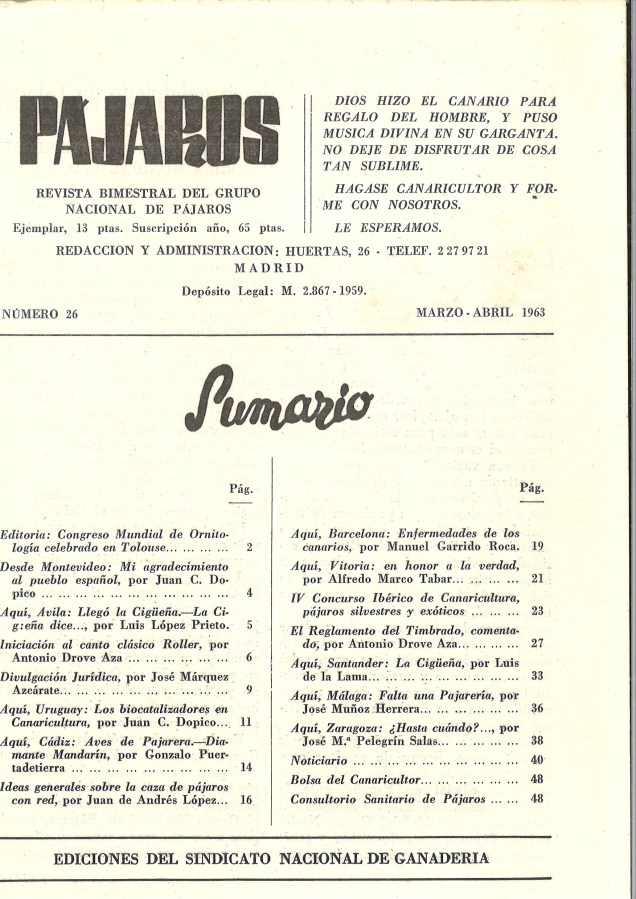 PÁJAROS
REVISTA BIMESTRAL DEL GRUPO
NACIONAL DE PÁJAROS
Ejemplar, 13 ptas. Suscripción año, 65 ptas.
DIOS HIZO EL CANARIO PARA
REGALO DEL HOMBRE, Y PUSO
MUSICA DIVINA EN SU GARGANTA.
NO DEJE DE DISFRUTAR DE COSA
TAN SUBLIME.
HAGASE CANARICULTOR Y FOR-
ME CON NOSOTROS.
LE ESPERAMOS.
REDACCION Y ADMINISTRACION: HUERTAS, 26 - TELEF. 2 27 97 21
MADRID
Depósito Legal: M. 2.867-1959.
NÚMERO 26
MARZO-ABRIL 1963
Sumario
Pág.
Editoria: Congreso Mundial de Ornito-
logía celebrado en Tolouse... ... ... ... 2
Desde Montevideo: Mi agradecimiento
al pueblo español, por Juan C. Do-
pico ... ... ... ... ... ... ... ... ... 4
Aquí, Avila: Llegó la Cigüeña.—La Ci-
g:eña dice..., por Luis López Prieto. 5
Iniciación al canto clásico Roller, por
Antonio Drove Aza ... ... ... ... ... 6
Divulgación Jurídica, por José Márquez
Azcárate... ... ... ... ... ... ... ... 9
Aquí, Uruguay: Los biocatalizadores en
Canaricultura, por Juan C. Dopico... 11
Aquí, Cádiz: Aves de Pajarera.—Dia-
mante Mandarín, por Gonzalo Puer-
tadetierra ... ... ... ... ... ... ... ... 14
Ideas generales sobre la caza de pájaros
con red, por Juan de Andrés López... 16
Pág.
Aquí, Barcelona: Enfermedades de los
canarios, por Manuel Garrido Roca. 19
Aquí, Vitoria: en honor a la verdad,
por Alfredo Marco Tabar... ... ... ... 21
IV Concurso Ibérico de Canaricultura,
pájaros silvestres y exóticos ... ... ... 23
El Reglamento del Timbrado, comenta-
do, por Antonio Drove Aza... ... ... 27
Aquí, Santander: La Cigüeña, por Luis
de la Lama... ... ... ... ... ... ... ... 33
Aquí, Málaga: Falta una Pajarería, por
José Muñoz Herrera... ... ... ... ... 36
Aquí, Zaragoza: ¿Hasta cuándo?..., por
José M.ª Pelegrín Salas... ... ... ... 38
Noticiario ... ... ... ... ... ... ... ... 40
Bolsa del Canaricultor... ... ... ... ... 48
Consultorio Sanitario de Pájaros ... ... 48
EDICIONES DEL SINDICATO NACIONAL DE GANADERIA